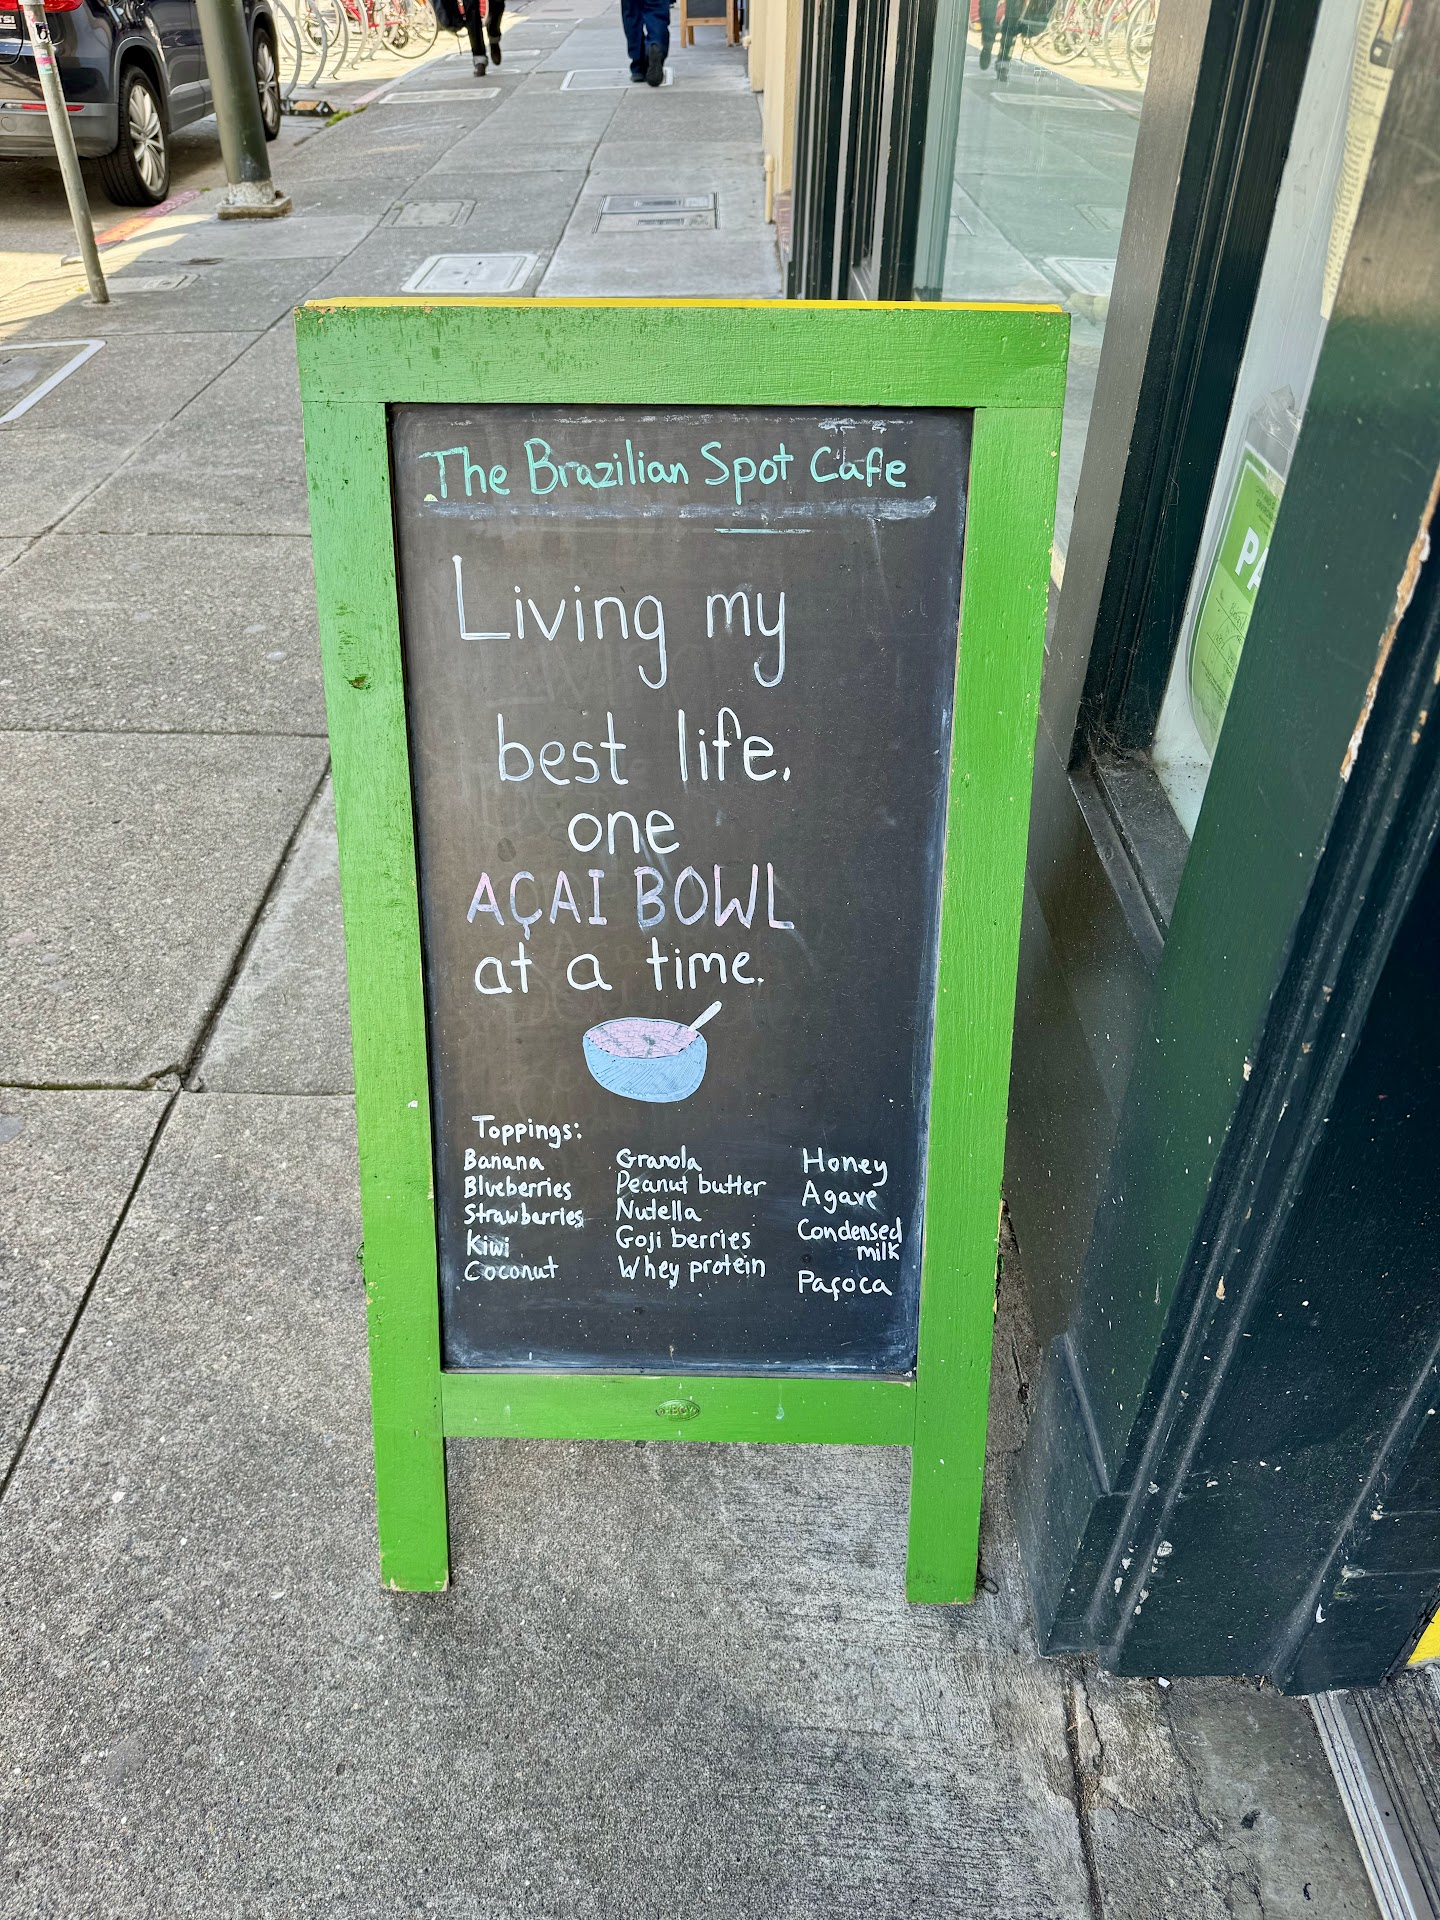 The Brazilian Spot Cafe
Living my
best life.
one
AÇAI BOWL
at a time.
Toppings:
Banana
Blueberries
Strawberries
Kiwi
Coconut
Granola
Peanut butter
Nutella
Goji berries
Whey protein
Honey
Agave
Condensed
milk
Paçoca